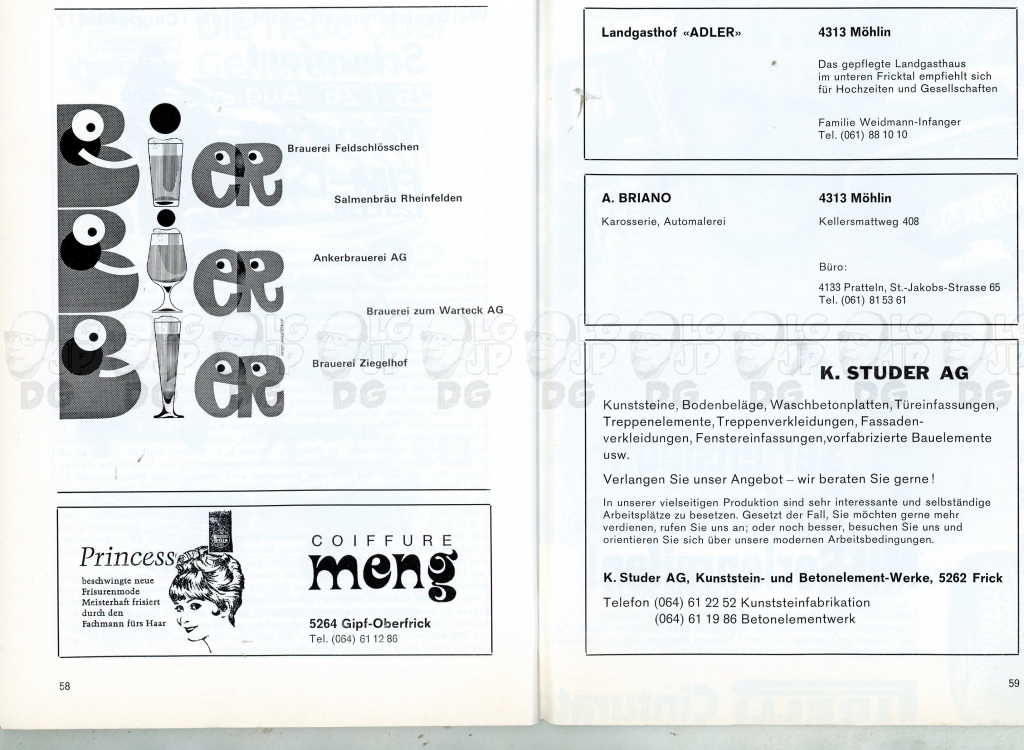 Bier
Brauerei Feldschlösschen
Salmenbräu Rheinfelden
Bier
Ankerbrauerei AG
Brauerei zum Warteck AG
Bier
Brauerei Ziegelhof
Princess
beschwingte neue
Frisurenmode
Meisterhaft frisiert
durch den
Fachmann fürs Haar
COIFFURE
meng
5264 Gipf-Oberfrick
Tel. (064) 61 12 86
58
Landgasthof «ADLER»
4313 Möhlin
Das gepflegte Landgasthaus
im unteren Fricktal empfiehlt sich
für Hochzeiten und Gesellschaften
Familie Weidmann-Infanger
Tel. (061) 88 10 10
A. BRIANO
4313 Möhlin
Karosserie, Automalerei
Kellersmattweg 408
Büro:
4133 Pratteln, St.-Jakobs-Strasse 65
Tel. (061) 81 53 61
K. STUDER AG
Kunststeine, Bodenbeläge, Waschbetonplatten, Türeinfassungen,
Treppenelemente, Treppenverkleidungen, Fassaden-
verkleidungen, Fenstereinfassungen,vorfabrizierte Bauelemente
usw.
Verlangen Sie unser Angebot – wir beraten Sie gerne!
In unserer vielseitigen Produktion sind sehr interessante und selbständige
Arbeitsplätze zu besetzen. Gesetzt der Fall, Sie möchten gerne mehr
verdienen, rufen Sie uns an; oder noch besser, besuchen Sie uns und
orientieren Sie sich über unsere modernen Arbeitsbedingungen.
K. Studer AG, Kunststein- und Betonelement-Werke, 5262 Frick
Telefon (064) 61 22 52 Kunststeinfabrikation
(064) 61 19 86 Betonelementwerk
59
LG JP DG